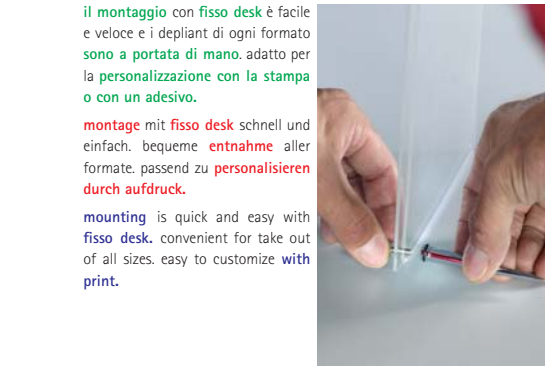 il montaggio con fisso desk è facile
e veloce e i depliant di ogni formato
sono a portata di mano. adatto per
la personalizzazione con la stampa
o con un adesivo.
montage mit fisso desk schnell und
einfach. bequeme entnahme aller
formate. passend zu personalisieren
durch aufdruck.
mounting is quick and easy with
fisso desk. convenient for take out
of all sizes. easy to customize with
print.